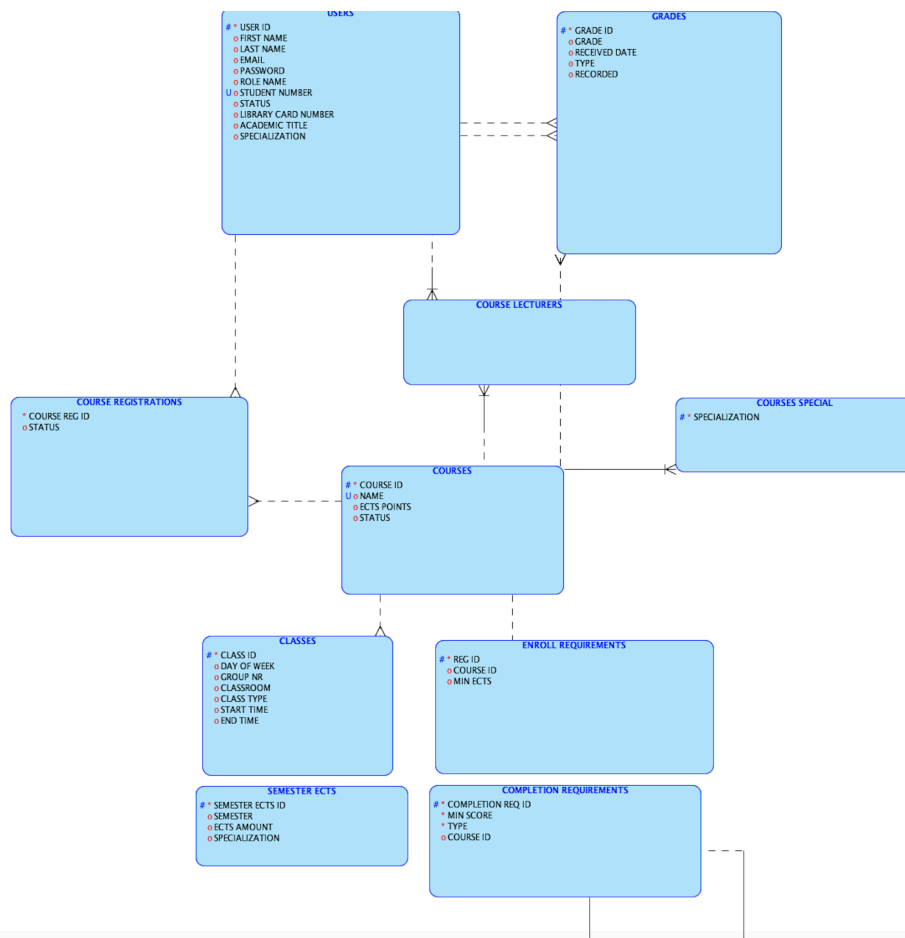 USERS
# * USER ID
o FIRST NAME
o LAST NAME
o EMAIL
o PASSWORD
o ROLE NAME
U o STUDENT NUMBER
o STATUS
o LIBRARY CARD NUMBER
o ACADEMIC TITLE
o SPECIALIZATION
GRADES
# * GRADE ID
o GRADE
o RECEIVED DATE
o TYPE
o RECORDED
COURSE LECTURERS
COURSE REGISTRATIONS
* COURSE REG ID
o STATUS
COURSES SPECIAL
# * SPECIALIZATION
COURSES
# * COURSE ID
U o NAME
o ECTS POINTS
o STATUS
CLASSES
# * CLASS ID
o DAY OF WEEK
o GROUP NR
o CLASSROOM
o CLASS TYPE
o START TIME
o END TIME
ENROLL REQUIREMENTS
# * REG ID
o COURSE ID
o MIN ECTS
SEMESTER ECTS
# * SEMESTER ECTS ID
o SEMESTER
o ECTS AMOUNT
o SPECIALIZATION
COMPLETION REQUIREMENTS
# * COMPLETION REQ ID
* MIN SCORE
* TYPE
o COURSE ID